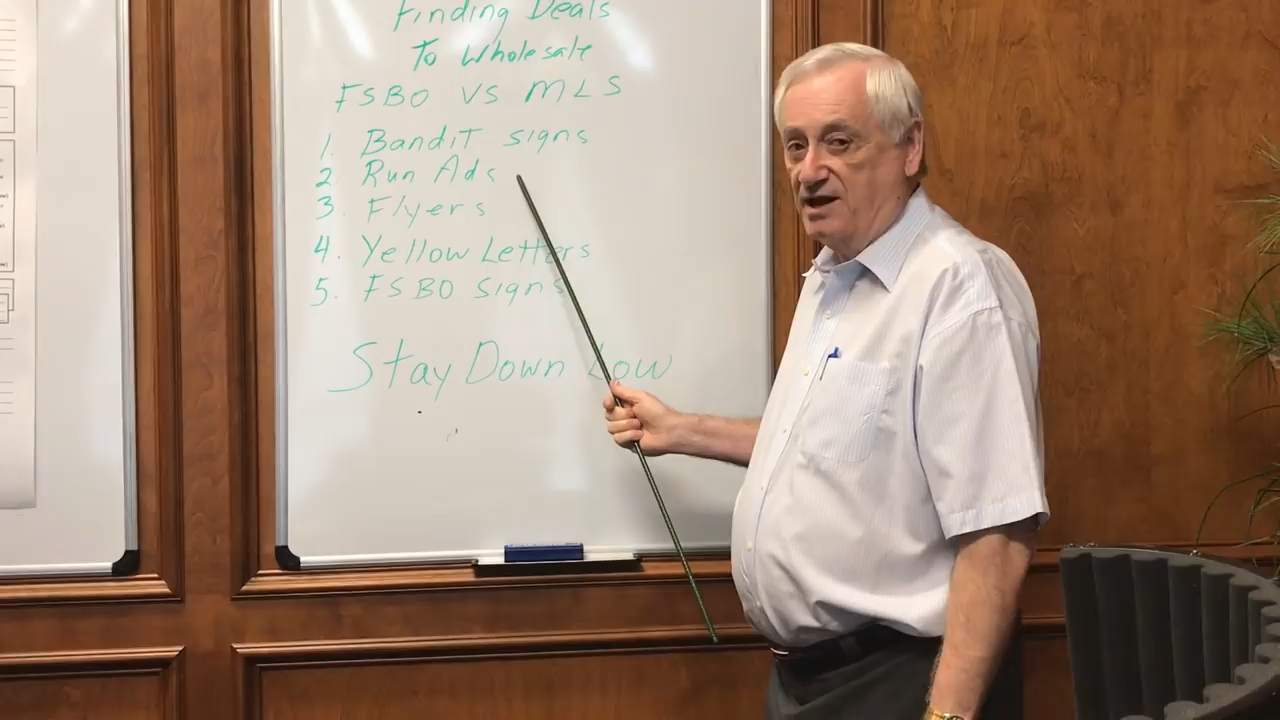 Finding Deals
To Wholesale
FSBO VS MLS
1. Bandit signs
2. Run Ads
3. Flyers
4. Yellow Letters
5. FSBO signs
Stay Down Low